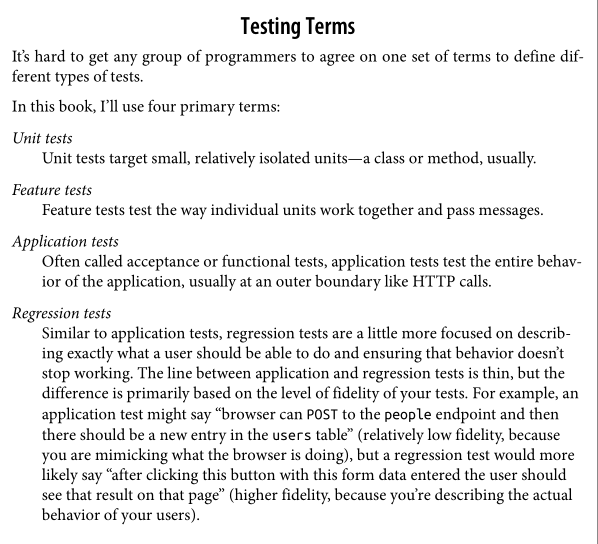 Testing Terms
It's hard to get any group of programmers to agree on one set of terms to define dif-
ferent types of tests.
In this book, I'll use four primary terms:
Unit tests
Unit tests target small, relatively isolated units—a class or method, usually.
Feature tests
Feature tests test the way individual units work together and pass messages.
Application tests
Often called acceptance or functional tests, application tests test the entire behav-
ior of the application, usually at an outer boundary like HTTP calls.
Regression tests
Similar to application tests, regression tests are a little more focused on describ-
ing exactly what a user should be able to do and ensuring that behavior doesn't
stop working. The line between application and regression tests is thin, but the
difference is primarily based on the level of fidelity of your tests. For example, an
application test might say “browser can POST to the people endpoint and then
there should be a new entry in the users table” (relatively low fidelity, because
you are mimicking what the browser is doing), but a regression test would more
likely say “after clicking this button with this form data entered the user should
see that result on that page” (higher fidelity, because you're describing the actual
behavior of your users).